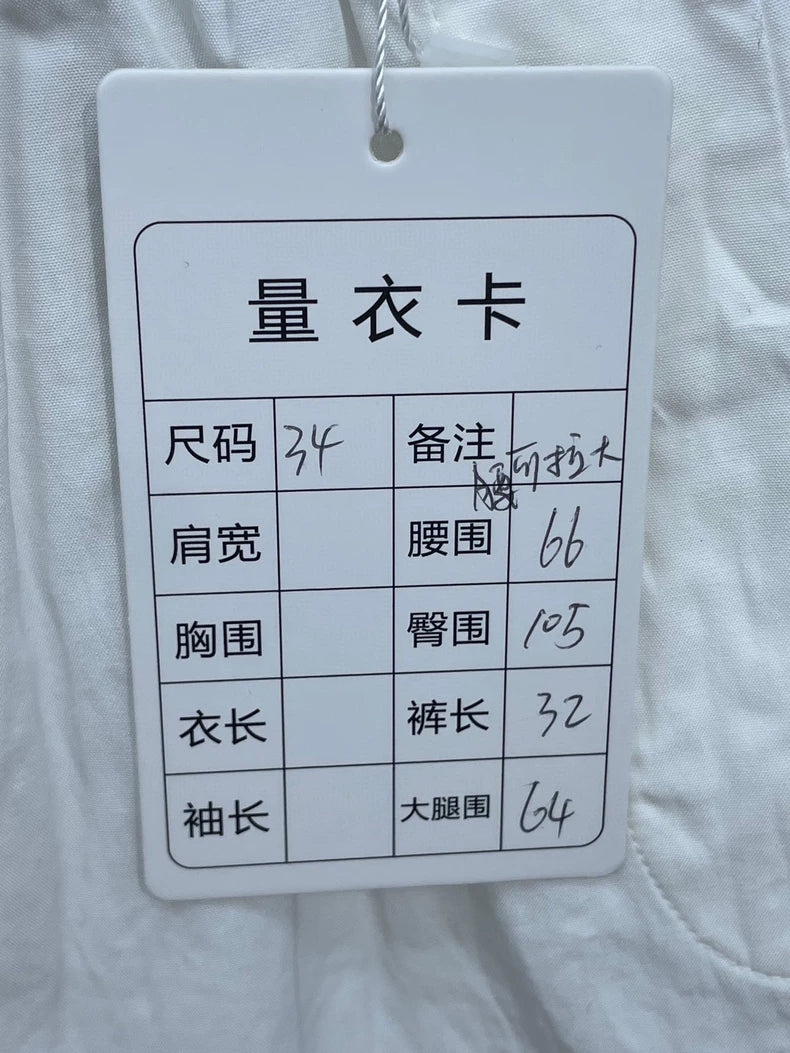 量衣卡
尺码 34 备注 腰可拉大
肩宽 腰围 66
胸围 臀围 105
衣长 裤长 32
袖长 大腿围 64